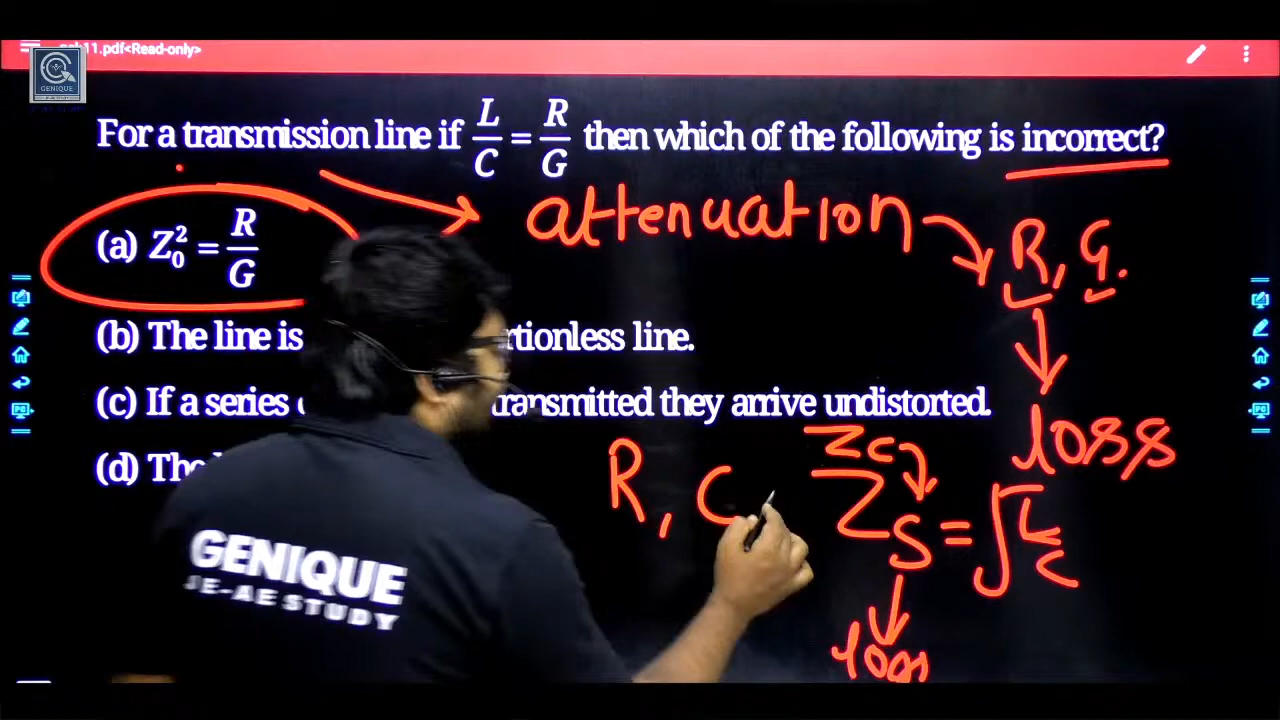 11.pdf<Read-only>
GENIQUE
For a transmission line if L/C = R/G then which of the following is incorrect?
attenuation
(a) Z₀² = R/G
R, G.
(b) The line is rtionless line.
(c) If a series transmitted they arrive undistorted.
loss
Zc
(d) The
R, C
Zs = √L/C
GENIQUE
JE-AE STUDY